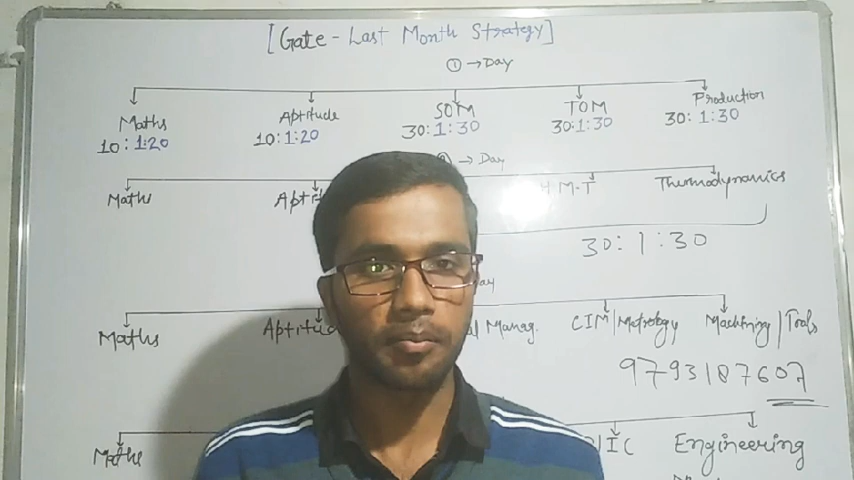 [Gate - Last Month Strategy]
① → Day
Maths Aptitude SOM TOM Production
10: 1:20 10: 1:20 30: 1:30 30: 1:30 30: 1:30
→ Day
Maths H.M.T Thermodynamics
30: 1 : 30
Maths Manag. CIM/Metrology Machining/Tools
9793187607
Maths IC Engineering